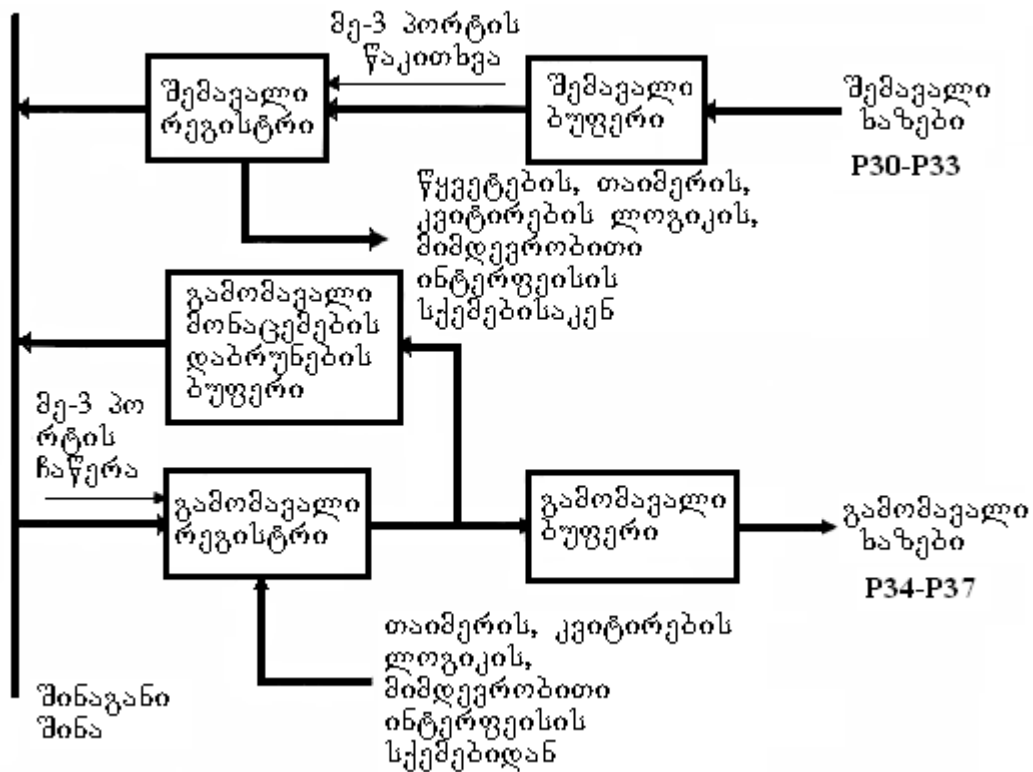 მე-3 პორტის
წაკითხვა
შემავალი
რეგისტრი
შემავალი
ბუფერი
შემავალი
ხაზები
P30-P33
წყვეტების, თაიმერის,
კვიტირების ლოგიკის,
მიმდევრობითი
ინტერფეისის
სქემებისაკენ
გამომავალი
მონაცემების
დაბრუნების
ბუფერი
მე-3 პო
რტის
ჩაწერა
გამომავალი
რეგისტრი
გამომავალი
ბუფერი
გამომავალი
ხაზები
P34-P37
თაიმერის, კვიტირების
ლოგიკის,
მიმდევრობითი
ინტერფეისის
სქემებიდან
შინაგანი
შინა